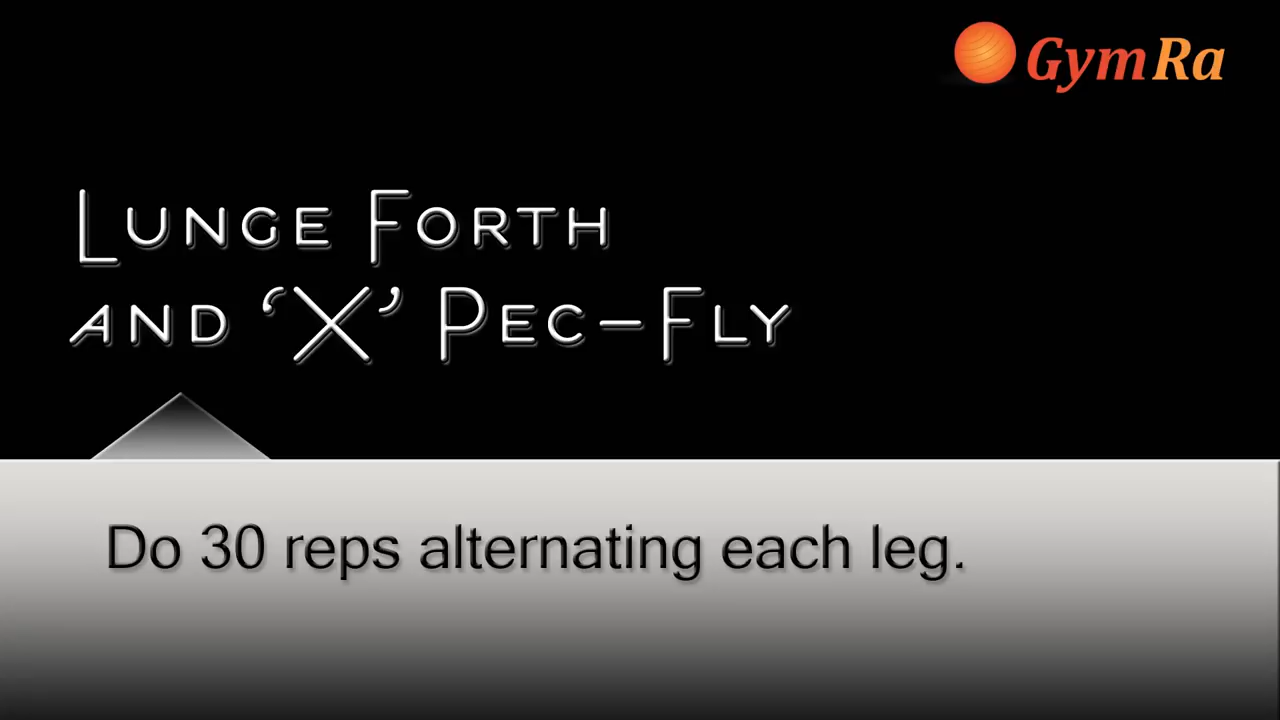 GymRa
Lunge Forth
and ‘X’ Pec-Fly
Do 30 reps alternating each leg.